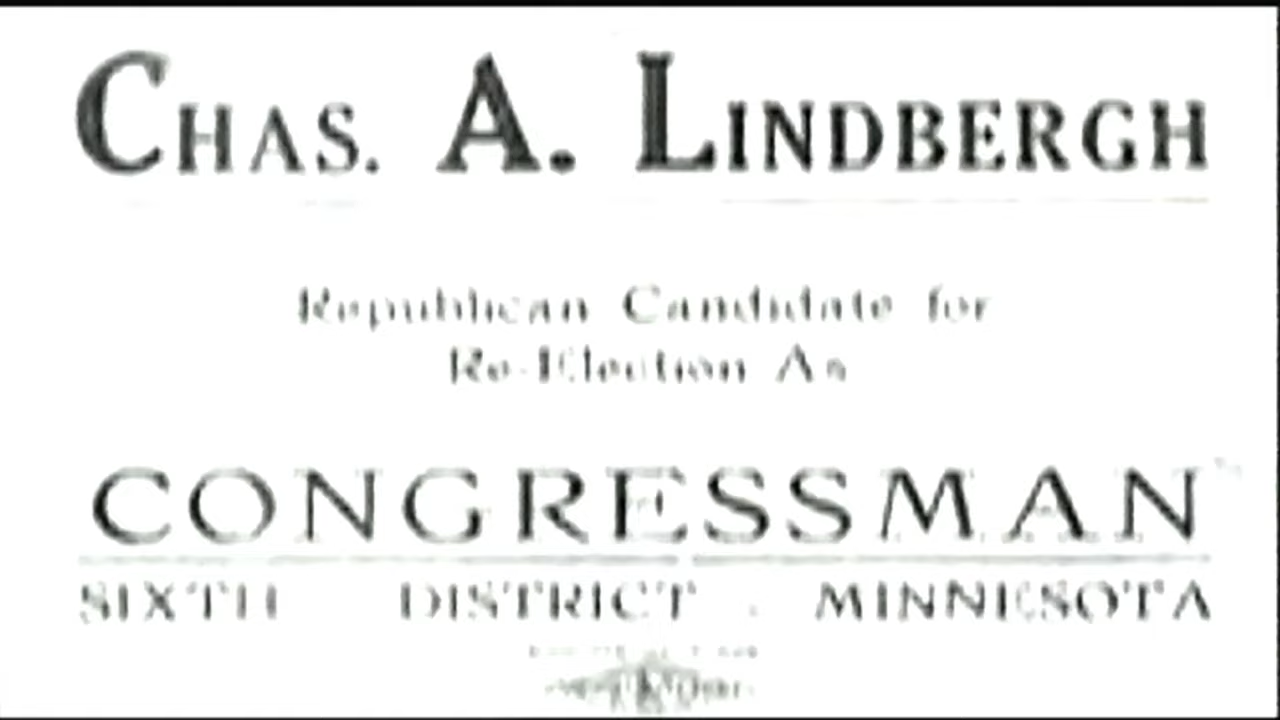 CHAS. A. LINDBERGH
Republican Candidate for
Re-Election As
CONGRESSMAN
SIXTH DISTRICT MINNESOTA